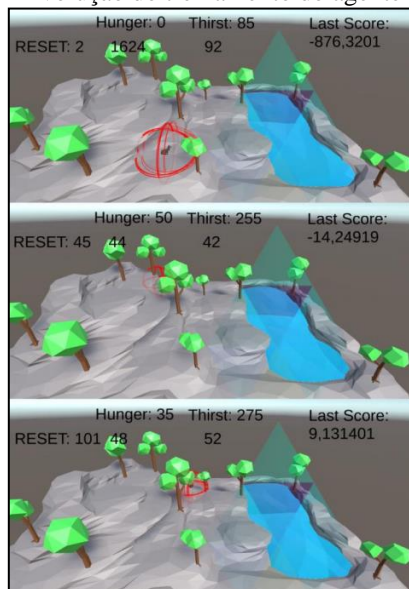 Hunger: 0 Thirst: 85 Last Score:
RESET: 2 1624 92 -876,3201
Hunger: 50 Thirst: 255 Last Score:
RESET: 45 44 42 -14,24919
Hunger: 35 Thirst: 275 Last Score:
RESET: 101 48 52 9,131401